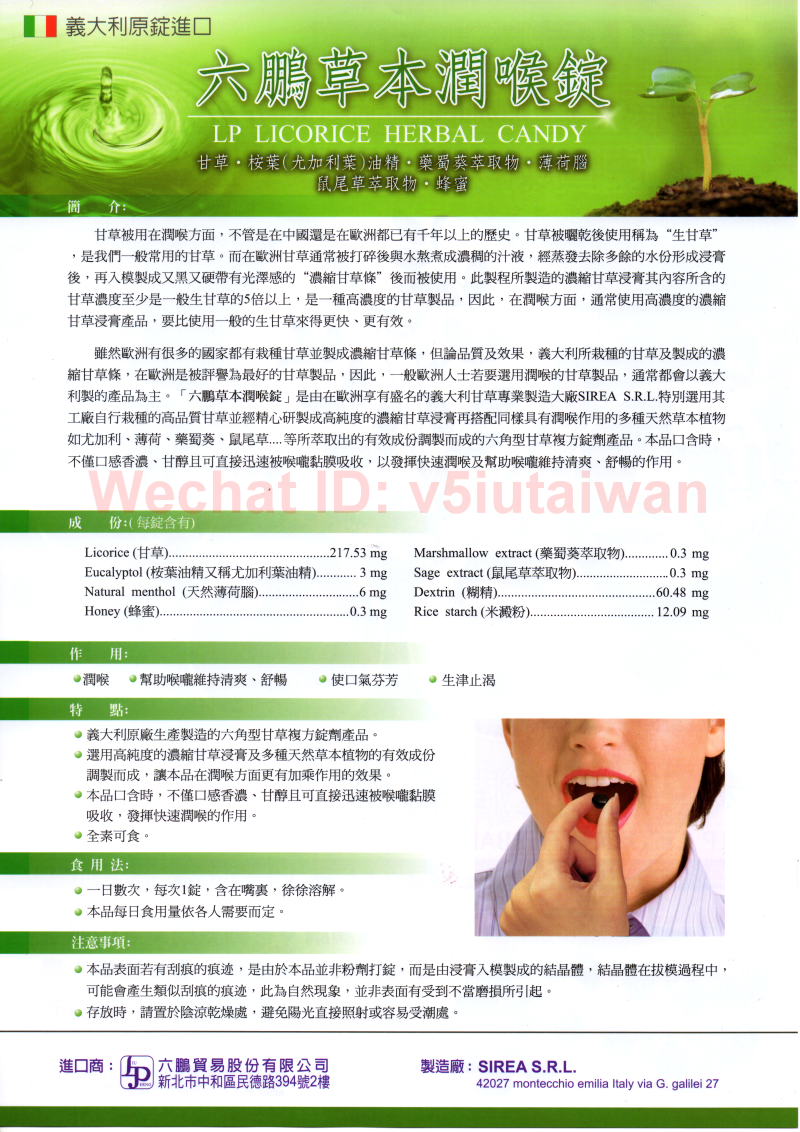 義大利原錠進口
六鵬草本潤喉錠
LP LICORICE HERBAL CANDY
甘草・桉葉(尤加利葉)油精・藥蜀葵萃取物・薄荷腦
鼠尾草萃取物・蜂蜜
簡 介:
甘草被用在潤喉方面，不管是在中國還是在歐洲都已有千年以上的歷史。甘草被曬乾後使用稱為“生甘草”
，是我們一般常用的甘草。而在歐洲甘草通常被打碎後與水熬煮成濃稠的汁液，經蒸發去除多餘的水份形成浸膏
後，再入模製成又黑又硬帶有光澤感的“濃縮甘草條”後而被使用。此製程所製造的濃縮甘草浸膏其內容所含的
甘草濃度至少是一般生甘草的5倍以上，是一種高濃度的甘草製品，因此，在潤喉方面，通常使用高濃度的濃縮
甘草浸膏產品，要比使用一般的生甘草來得更快、更有效。
雖然歐洲有很多的國家都有栽種甘草並製成濃縮甘草條，但論品質及效果，義大利所栽種的甘草及製成的濃
縮甘草條，在歐洲是被評譽為最好的甘草製品，因此，一般歐洲人士若要選用潤喉的甘草製品，通常都會以義大
利製的產品為主。「六鵬草本潤喉錠」是由在歐洲享有盛名的義大利甘草專業製造大廠SIREA S.R.L.特別選用其
工廠自行栽種的高品質甘草並經精心研製成高純度的濃縮甘草浸膏再搭配同樣具有潤喉作用的多種天然草本植物
如尤加利、薄荷、藥蜀葵、鼠尾草....等所萃取出的有效成份調製而成的六角型甘草複方錠劑產品。本品口含時，
不僅口感香濃、甘醇且可直接迅速被喉嚨黏膜吸收，以發揮快速潤喉及幫助喉嚨維持清爽、舒暢的作用。
Wechat ID: v5iutaiwan
成 份:(每錠含有)
Licorice (甘草)................................................217.53 mg
Eucalyptol (桉葉油精又稱尤加利葉油精)............ 3 mg
Natural menthol (天然薄荷腦)..............................6 mg
Honey (蜂蜜).........................................................0.3 mg
Marshmallow extract (藥蜀葵萃取物)............. 0.3 mg
Sage extract (鼠尾草萃取物)............................0.3 mg
Dextrin (糊精)...............................................60.48 mg
Rice starch (米澱粉)..................................... 12.09 mg
作 用:
潤喉 幫助喉嚨維持清爽、舒暢 使口氣芬芳 生津止渴
特 點:
義大利原廠生產製造的六角型甘草複方錠劑產品。
選用高純度的濃縮甘草浸膏及多種天然草本植物的有效成份
調製而成，讓本品在潤喉方面更有加乘作用的效果。
本品口含時，不僅口感香濃、甘醇且可直接迅速被喉嚨黏膜
吸收，發揮快速潤喉的作用。
全素可食。
食 用 法:
一日數次，每次1錠，含在嘴裏，徐徐溶解。
本品每日食用量依各人需要而定。
注意事項:
本品表面若有刮痕的痕迹，是由於本品並非粉劑打錠，而是由浸膏入模製成的結晶體，結晶體在拔模過程中，
可能會產生類似刮痕的痕迹，此為自然現象，並非表面有受到不當磨損所引起。
存放時，請置於陰涼乾燥處，避免陽光直接照射或容易受潮處。
進口商：
LIU
LP
PHENG
六鵬貿易股份有限公司
新北市中和區民德路394號2樓
製造廠：SIREA S.R.L.
42027 montecchio emilia Italy via G. galilei 27